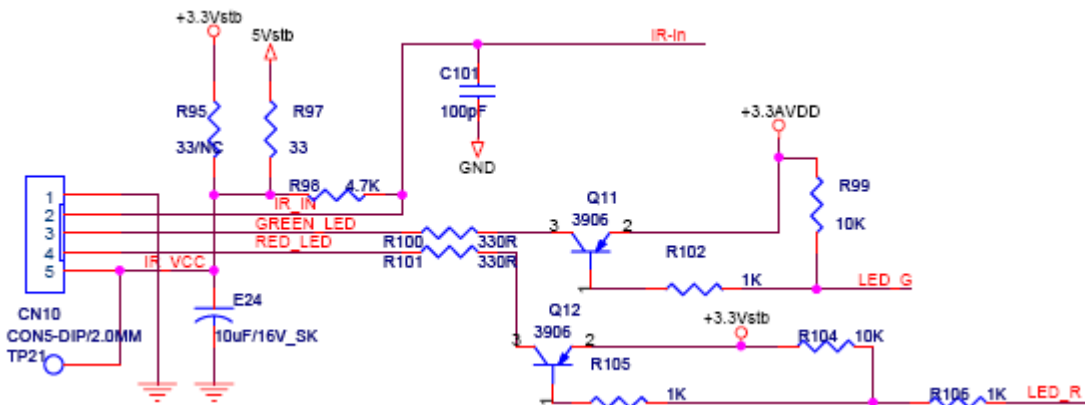 +3.3Vstb
5Vstb
IR-In
C101
100pF
R95
33/NC
R97
33
+3.3AVDD
GND
R98 4.7K
R99
10K
1
2
3
4
5
IR_IN
GREEN_LED
RED_LED
IR_VCC
R100 330R
R101 330R
Q11
3906
3 2
1
R102
1K
LED_G
CN10
CON5-DIP/2.0MM
TP21
E24
10uF/16V_SK
Q12
3906
3 2
1
+3.3Vstb
R104 10K
R105
1K
R106 1K
LED_R